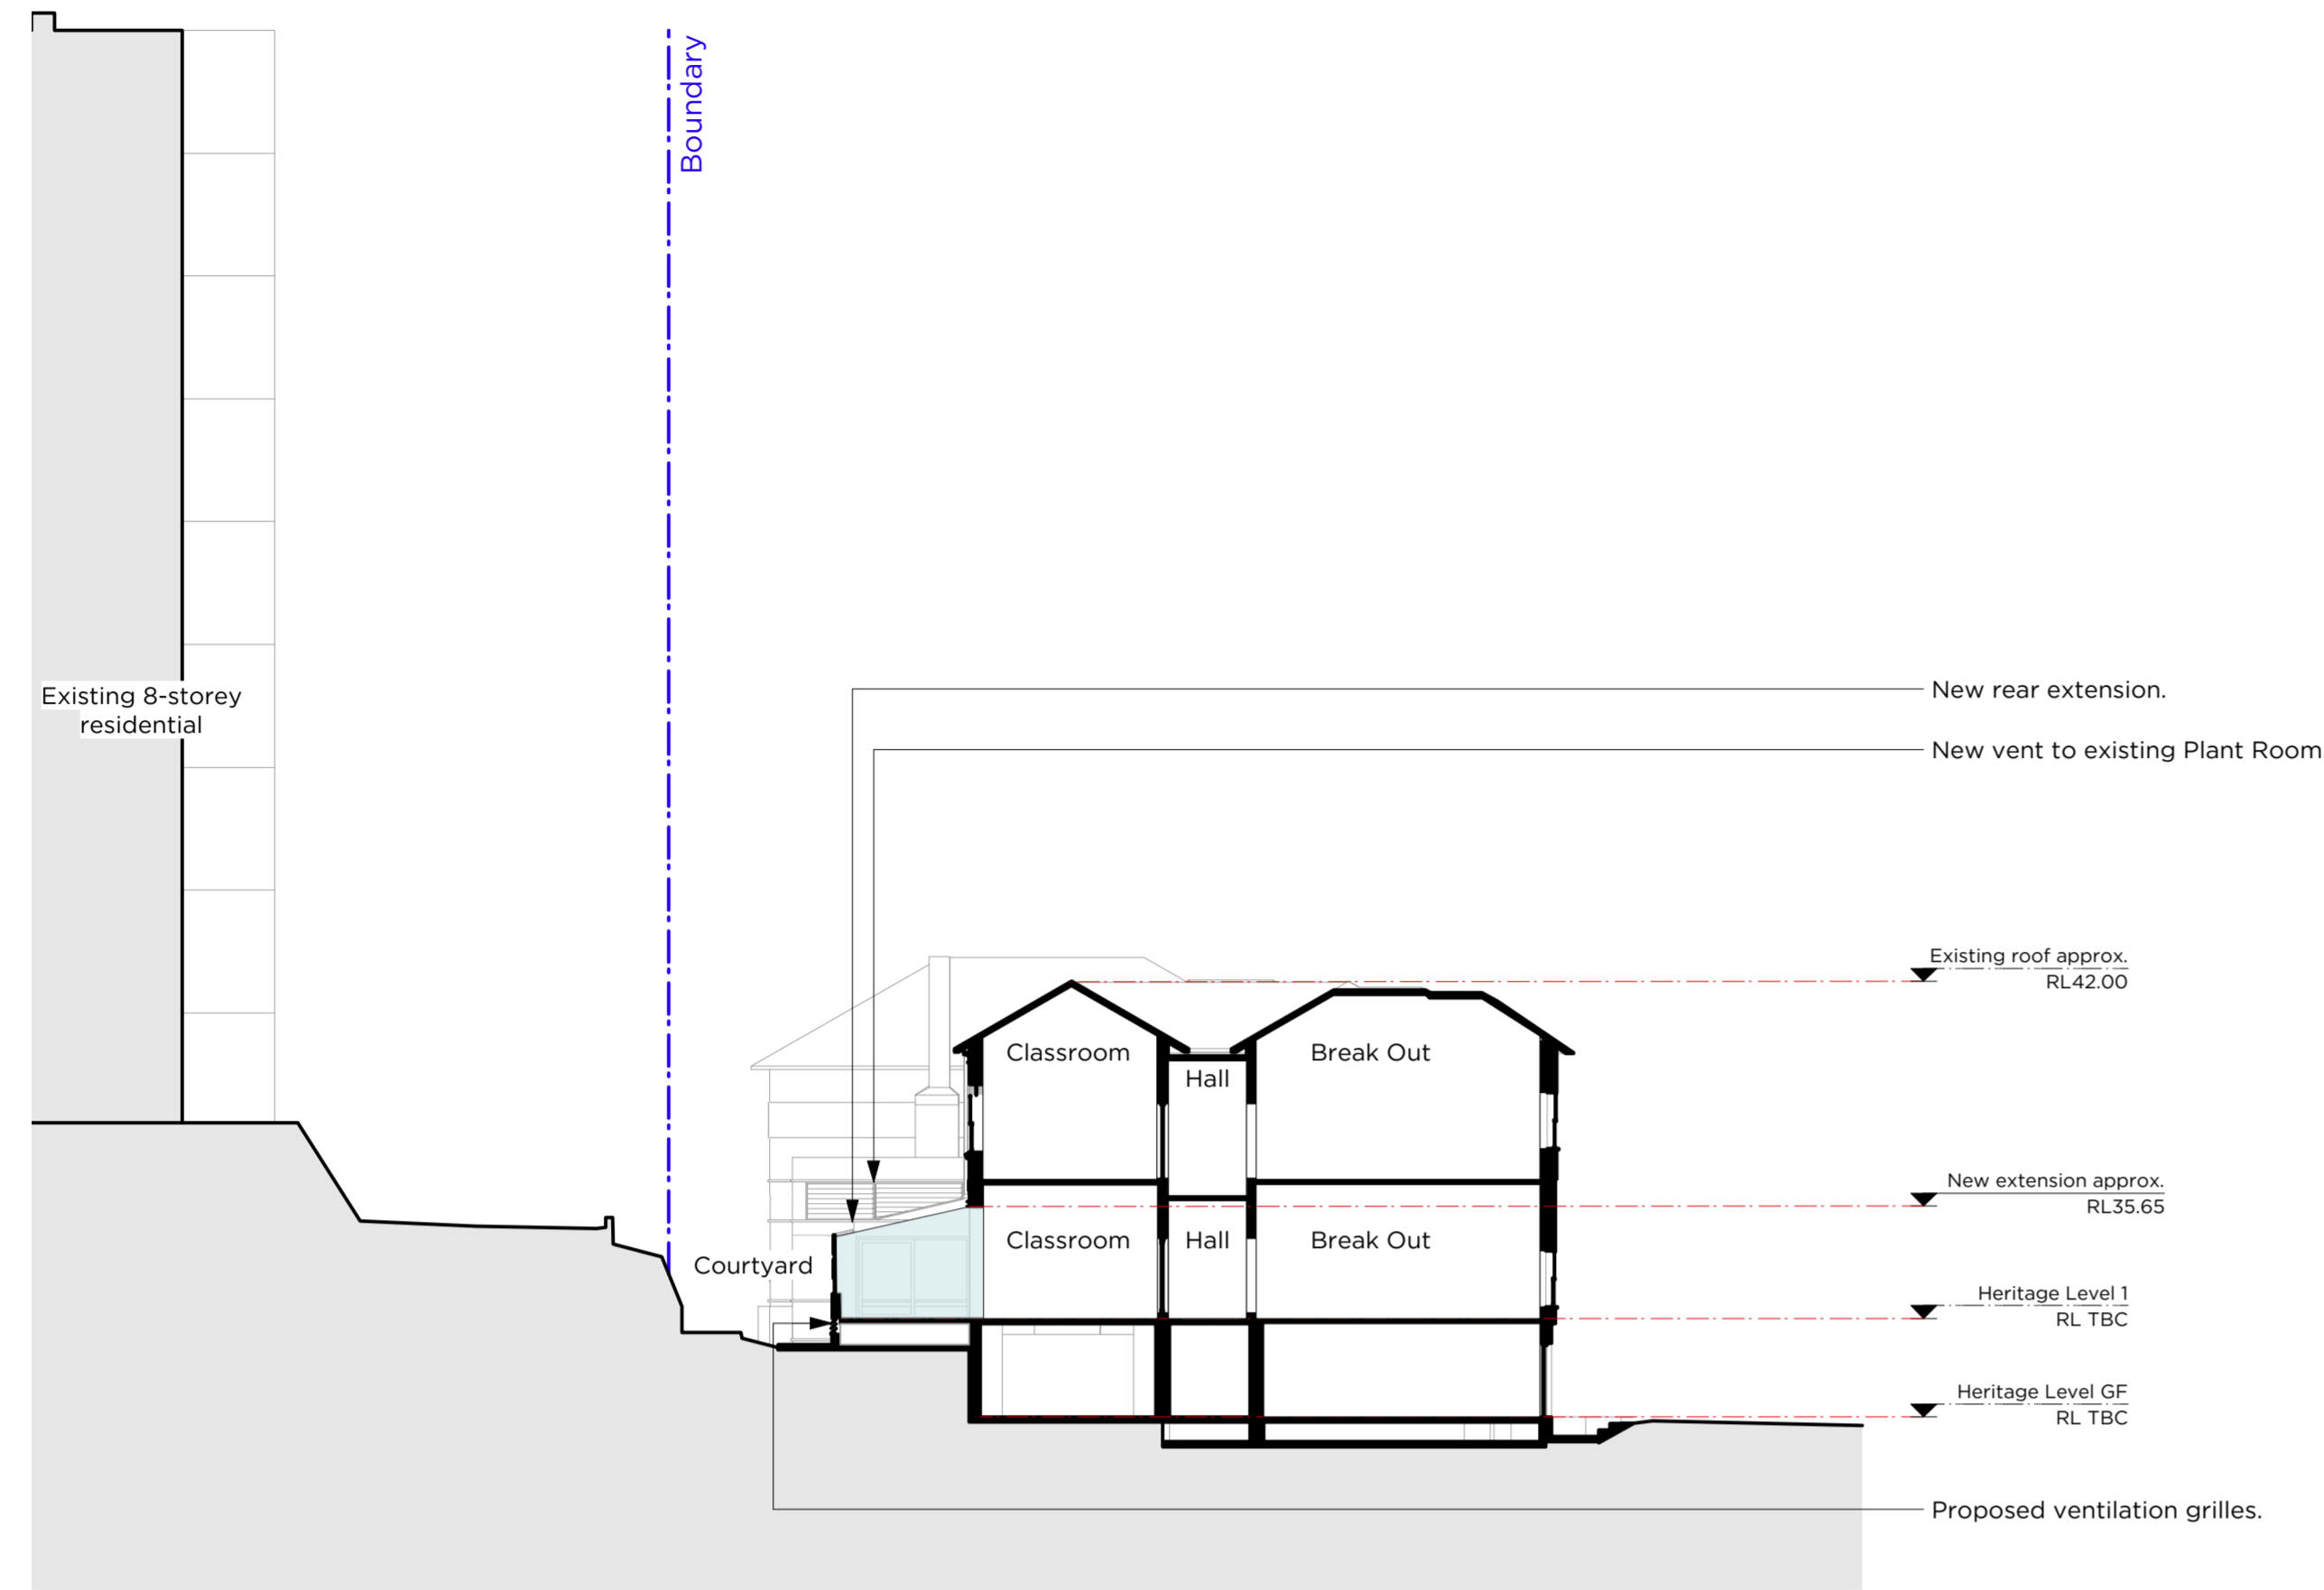 Boundary
Existing 8-storey
residential
New rear extension.
New vent to existing Plant Room
Existing roof approx.
RL42.00
Classroom
Break Out
Hall
New extension approx.
RL35.65
Classroom
Hall
Break Out
Courtyard
Heritage Level 1
RL TBC
Heritage Level GF
RL TBC
Proposed ventilation grilles.